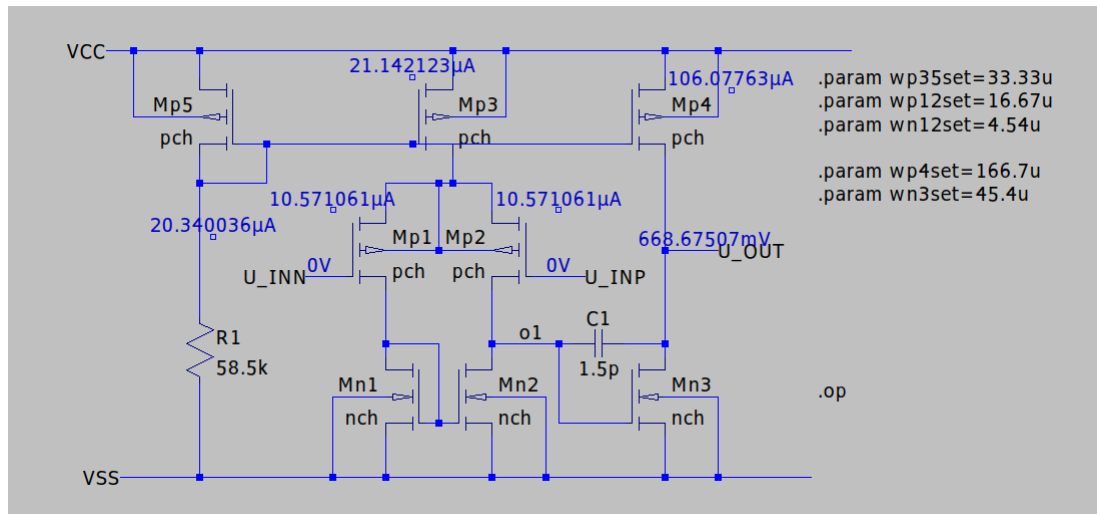 VCC
21.142123µA
106.07763µA
.param wp35set=33.33u
Mp5
Mp3
Mp4
.param wp12set=16.67u
.param wn12set=4.54u
pch
pch
pch
.param wp4set=166.7u
.param wn3set=45.4u
10.571061µA
10.571061µA
20.340036µA
Mp1
Mp2
668.67507mV
U_OUT
U_INN
0V
pch
pch
0V
U_INP
R1
58.5k
o1
C1
1.5p
Mn1
Mn2
Mn3
.op
nch
nch
nch
VSS